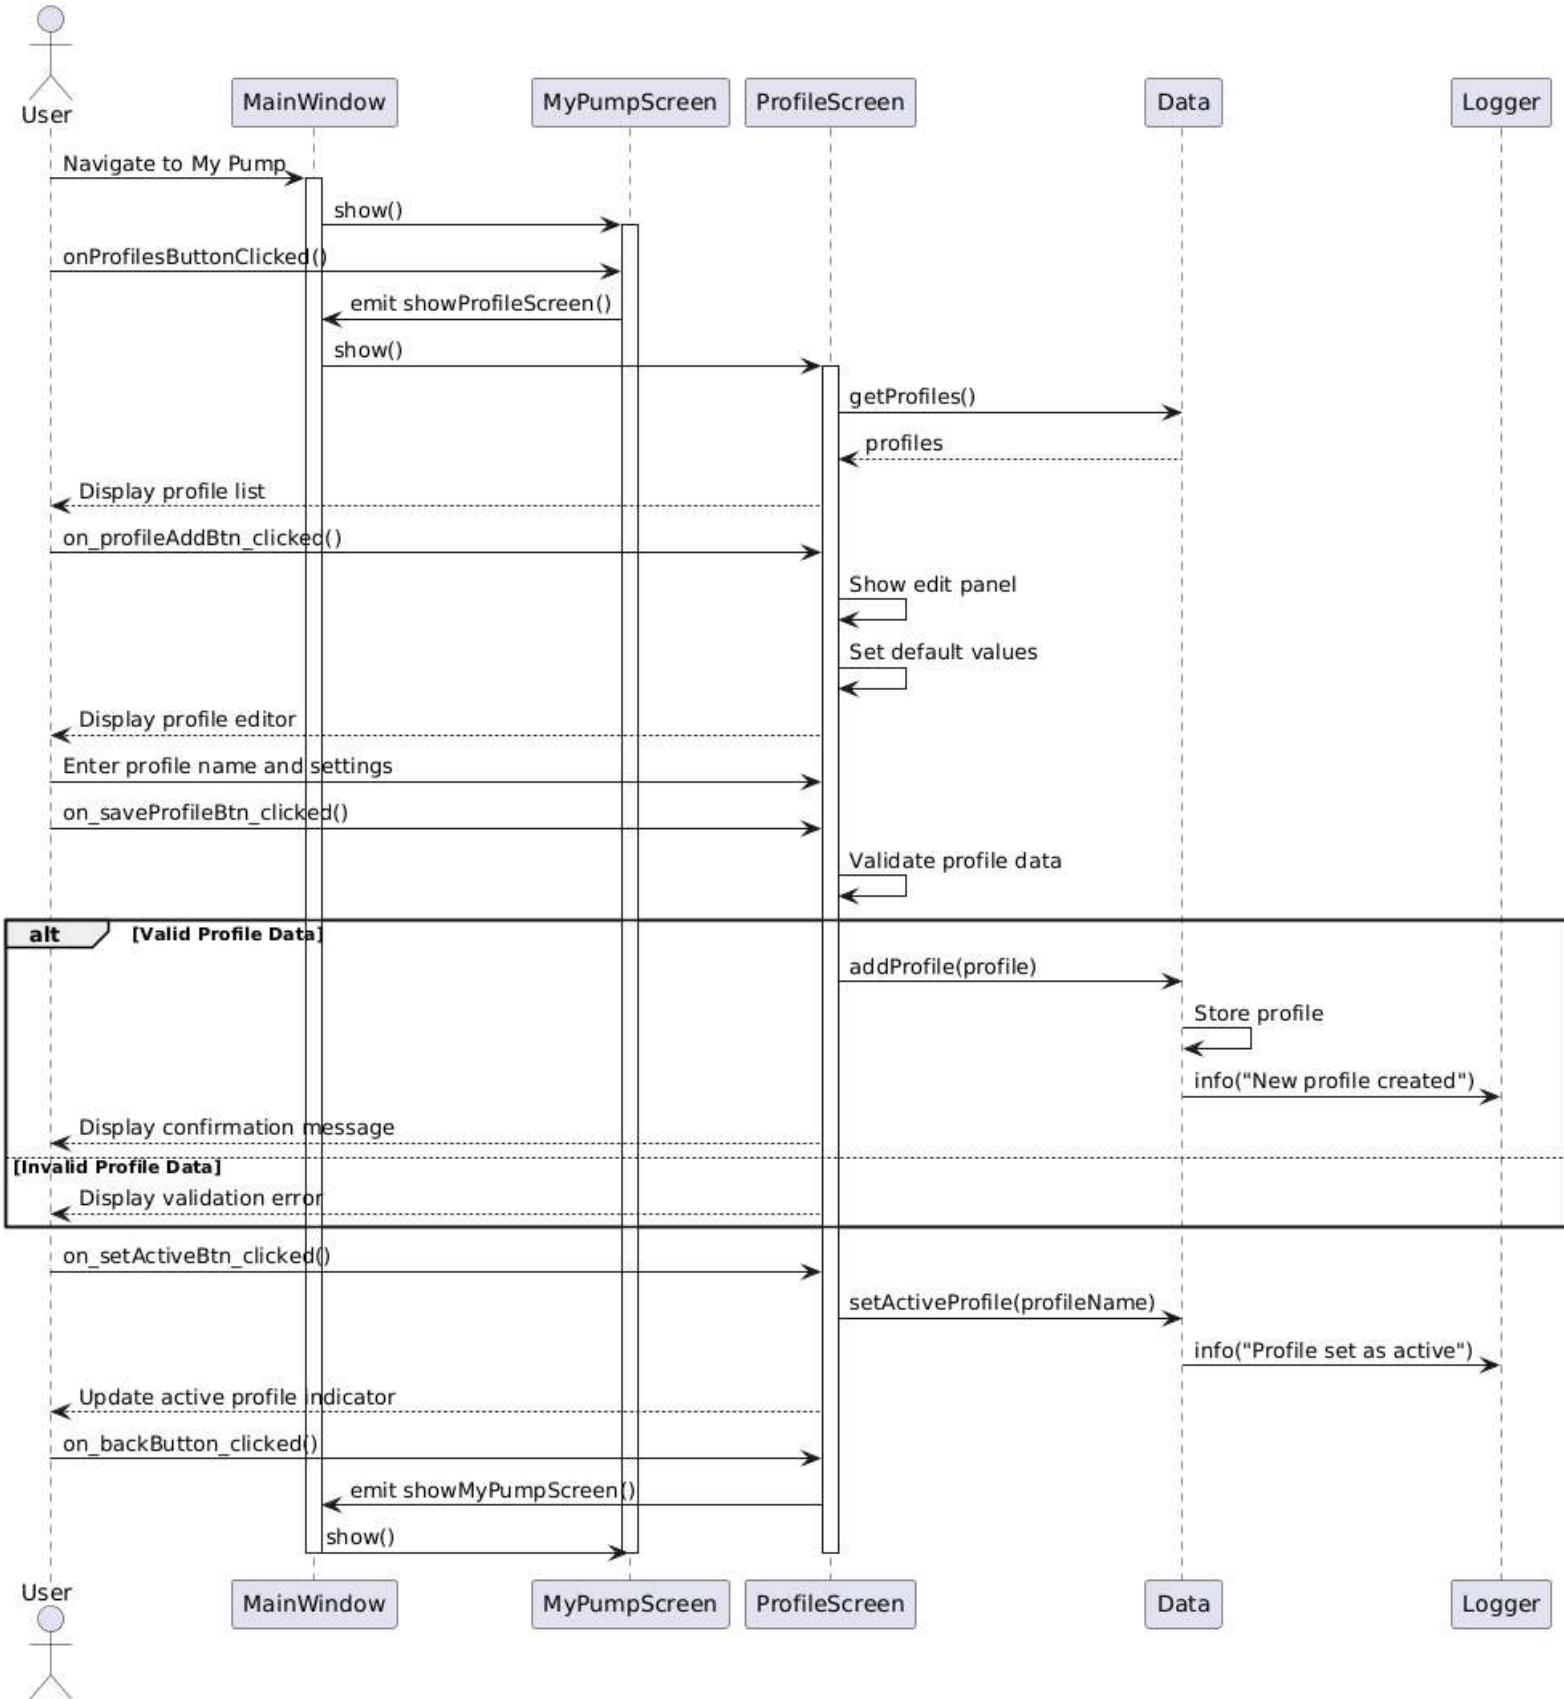 User
MainWindow
MyPumpScreen
ProfileScreen
Data
Logger
Navigate to My Pump
show()
onProfilesButtonClicked()
emit showProfileScreen()
show()
getProfiles()
profiles
Display profile list
on_profileAddBtn_clicked()
Show edit panel
Set default values
Display profile editor
Enter profile name and settings
on_saveProfileBtn_clicked()
Validate profile data
alt
[Valid Profile Data]
addProfile(profile)
Store profile
info("New profile created")
Display confirmation message
[Invalid Profile Data]
Display validation error
on_setActiveBtn_clicked()
setActiveProfile(profileName)
info("Profile set as active")
Update active profile indicator
on_backButton_clicked()
emit showMyPumpScreen()
show()
User
MainWindow
MyPumpScreen
ProfileScreen
Data
Logger